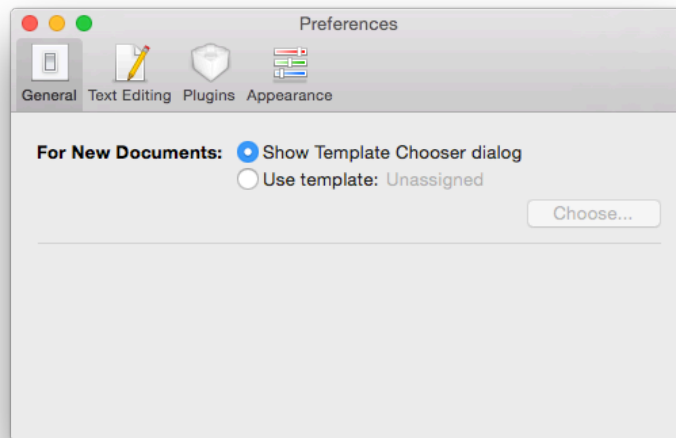 Preferences
General Text Editing Plugins Appearance
For New Documents: Show Template Chooser dialog
Use template: Unassigned
Choose...